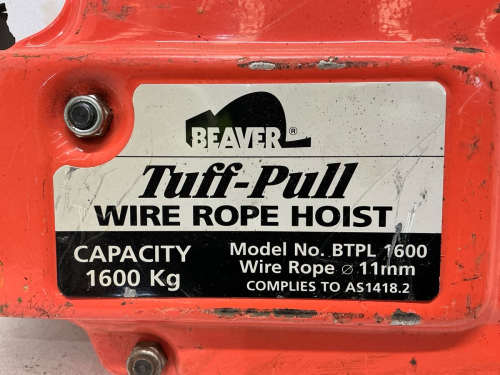 BEAVER®
Tuff-Pull
WIRE ROPE HOIST
CAPACITY
1600 Kg
Model No. BTPL 1600
Wire Rope ⌀ 11mm
COMPLIES TO AS1418.2